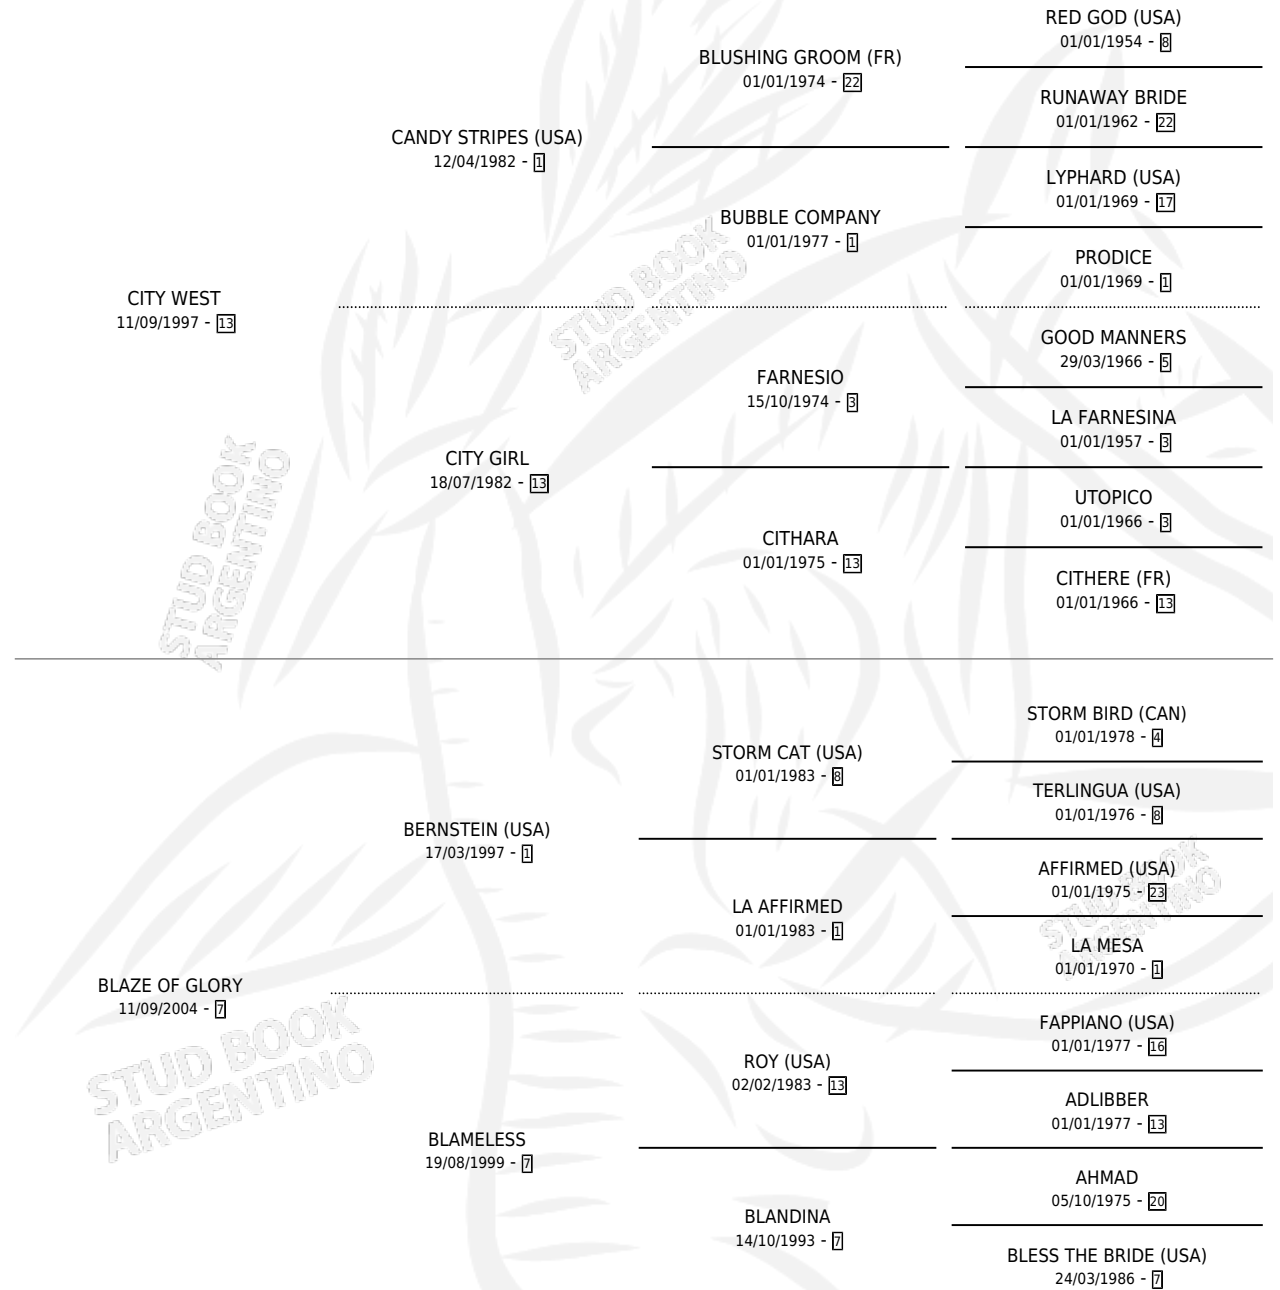 RED GOD (USA)
01/01/1954 - 8
BLUSHING GROOM (FR)
01/01/1974 - 22
RUNAWAY BRIDE
01/01/1962 - 22
CANDY STRIPES (USA)
12/04/1982 - 1
LYPHARD (USA)
01/01/1969 - 17
BUBBLE COMPANY
01/01/1977 - 1
PRODICE
01/01/1969 - 1
CITY WEST
11/09/1997 - 13
STUD BOOK
ARGENTINO
GOOD MANNERS
29/03/1966 - 5
FARNESIO
15/10/1974 - 3
LA FARNESINA
01/01/1957 - 3
CITY GIRL
18/07/1982 - 13
UTOPICO
01/01/1966 - 3
CITHARA
01/01/1975 - 13
CITHERE (FR)
01/01/1966 - 13
STUD BOOK
ARGENTINO
STORM BIRD (CAN)
01/01/1978 - 4
STORM CAT (USA)
01/01/1983 - 8
TERLINGUA (USA)
01/01/1976 - 8
BERNSTEIN (USA)
17/03/1997 - 1
AFFIRMED (USA)
01/01/1975 - 23
LA AFFIRMED
01/01/1983 - 1
STUD BOOK
ARGENTINO
LA MESA
01/01/1970 - 1
BLAZE OF GLORY
11/09/2004 - 7
FAPPIANO (USA)
01/01/1977 - 16
ROY (USA)
02/02/1983 - 13
ADLIBBER
01/01/1977 - 13
STUD BOOK
ARGENTINO
BLAMELESS
19/08/1999 - 7
AHMAD
05/10/1975 - 20
BLANDINA
14/10/1993 - 7
BLESS THE BRIDE (USA)
24/03/1986 - 7